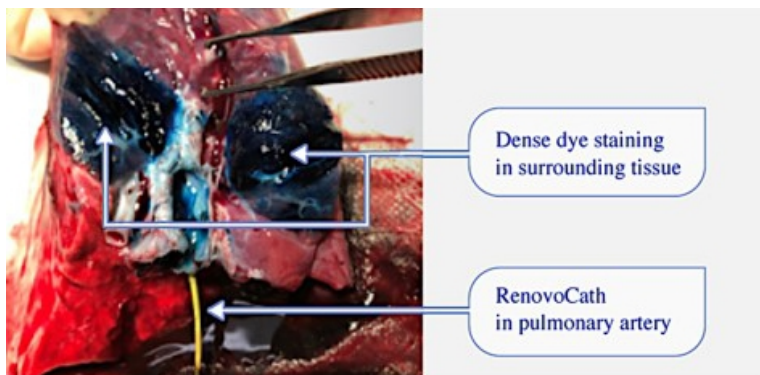 Dense dye staining
in surrounding tissue
RenovoCath
in pulmonary artery